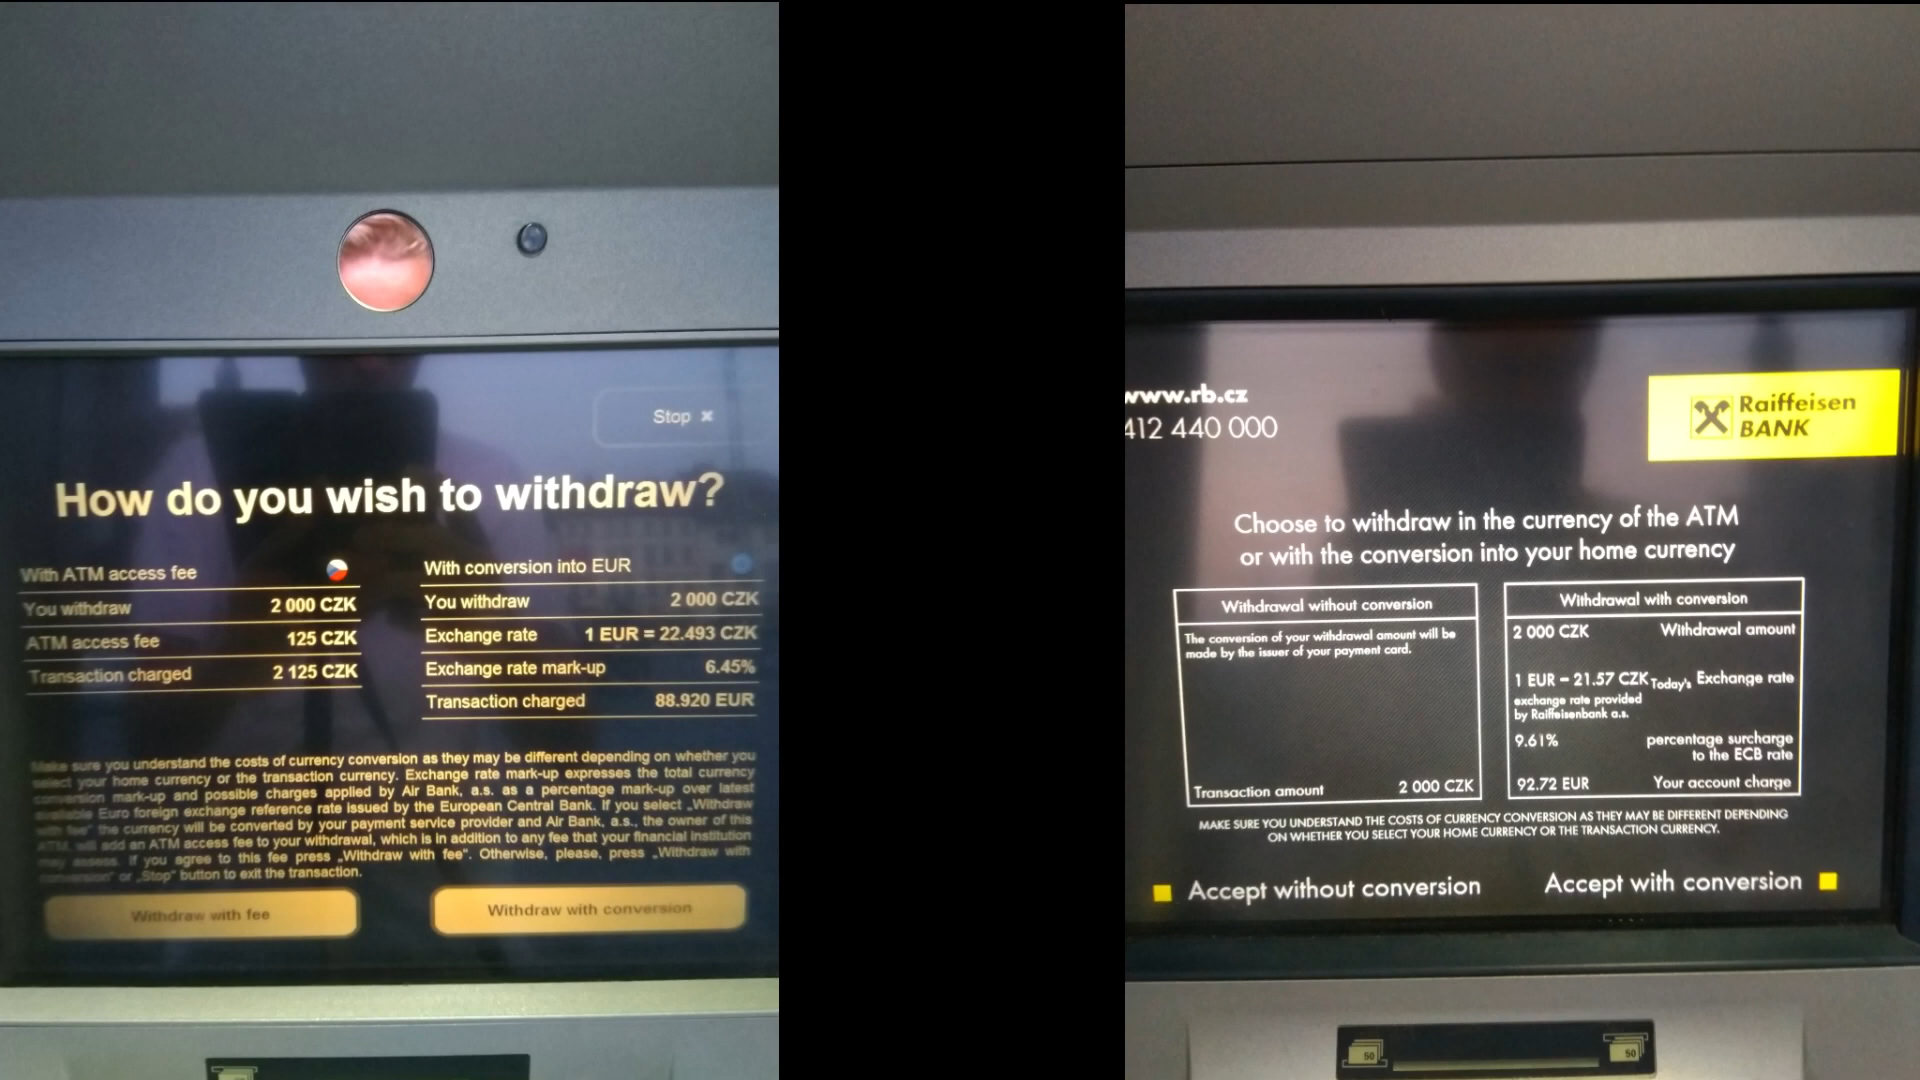 Stop ×
How do you wish to withdraw?
With ATM access fee
You withdraw 2 000 CZK
ATM access fee 125 CZK
Transaction charged 2 125 CZK
With conversion into EUR
You withdraw 2 000 CZK
Exchange rate 1 EUR = 22.493 CZK
Exchange rate mark-up 6.45%
Transaction charged 88.920 EUR
Make sure you understand the costs of currency conversion as they may be different depending on whether you
select your home currency or the transaction currency. Exchange rate mark-up expresses the total currency
conversion mark-up and possible charges applied by Air Bank, a.s. as a percentage mark-up over latest
available Euro foreign exchange reference rate issued by the European Central Bank. If you select „Withdraw
with fee" the currency will be converted by your payment service provider and Air Bank, a.s., the owner of this
ATM, will add an ATM access fee to your withdrawal, which is in addition to any fee that your financial institution
may assess. If you agree to this fee press „Withdraw with fee". Otherwise, please, press „Withdraw with
conversion" or „Stop" button to exit the transaction.
Withdraw with fee
Withdraw with conversion
www.rb.cz
412 440 000
Raiffeisen
BANK
Choose to withdraw in the currency of the ATM
or with the conversion into your home currency
Withdrawal without conversion
The conversion of your withdrawal amount will be
made by the issuer of your payment card.
Transaction amount 2 000 CZK
Withdrawal with conversion
2 000 CZK Withdrawal amount
1 EUR = 21.57 CZK Today's Exchange rate
exchange rate provided
by Raiffeisenbank a.s.
9.61% percentage surcharge
to the ECB rate
92.72 EUR Your account charge
MAKE SURE YOU UNDERSTAND THE COSTS OF CURRENCY CONVERSION AS THEY MAY BE DIFFERENT DEPENDING
ON WHETHER YOU SELECT YOUR HOME CURRENCY OR THE TRANSACTION CURRENCY.
Accept without conversion
Accept with conversion
50
50